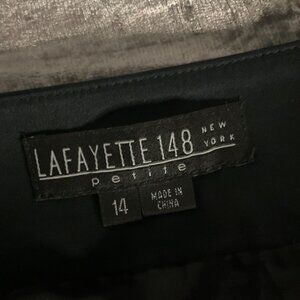 LAFAYETTE 148 NEW YORK
petite
14
MADE IN
CHINA